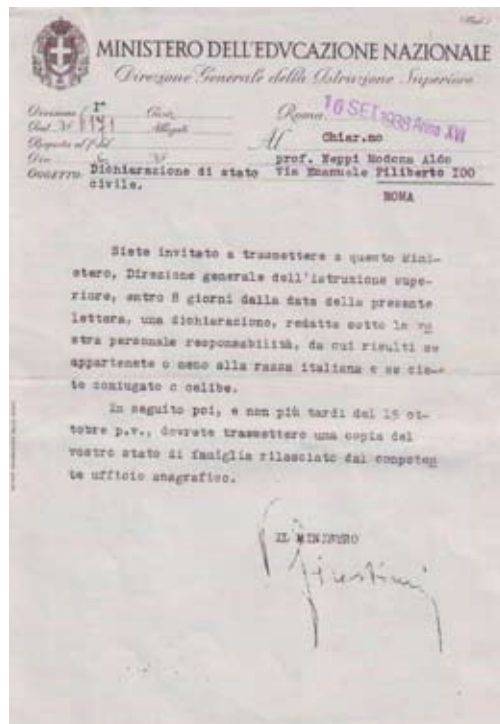 MINISTERO DELL'EDVCAZIONE NAZIONALE
Direzione Generale della Istruzione Superiore
Divisione Iª
Roma 16 SET. 1938 Anno XVI
Prot. N.
Allegati
Al Chiar.mo
Risposta al f. del
prof. Neppi Modona Aldo
Div. Sez. N.
Via Emanuele Filiberto IOO
OGGETTO Dichiarazione di stato
civile.
ROMA
Siete invitato a trasmettere a questo Mini-
stero, Direzione generale dell'istruzione supe-
riore, entro 8 giorni dalla data della presente
lettera, una dichiarazione, redatta sotto la vo
stra personale responsabilità, da cui risulti se
appartenete o meno alla razza italiana e se sie-
te coniugato o celibe.
In seguito poi, e non più tardi del 15 ot-
tobre p.v., dovrete trasmettere una copia del
vostro stato di famiglia rilasciato dal competen
te ufficio anagrafico.
IL MINISTRO